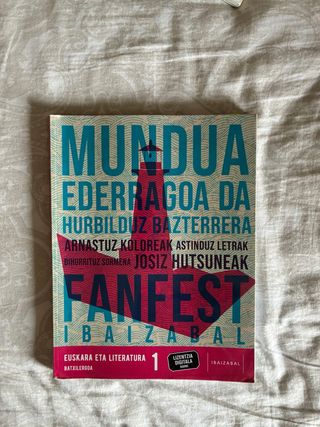 MUNDUA
EDERRAGOA DA
HURBILDUZ BAZTERRERA
ARNASTUZ KOLOREAK ASTINDUZ LETRAK
BIHURRITUZ SORMENA JOSIZ HUTSUNEAK
FANFEST
IBAIZABAL
EUSKARA ETA LITERATURA 1
BATXILERGOA
LIZENTZIA
DIGITALA
IBAIZABAL